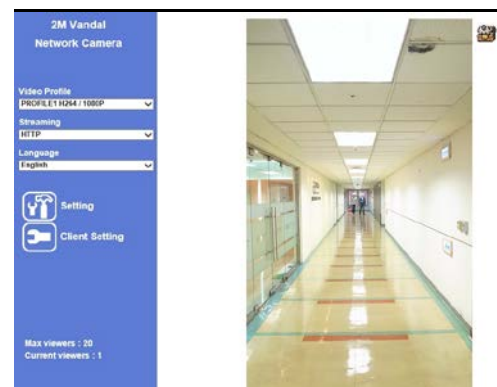 2M Vandal
Network Camera
Video Profile
PROFILE1 H264 / 1080P
Streaming
HTTP
Language
English
Setting
Client Setting
Max viewers : 20
Current viewers : 1